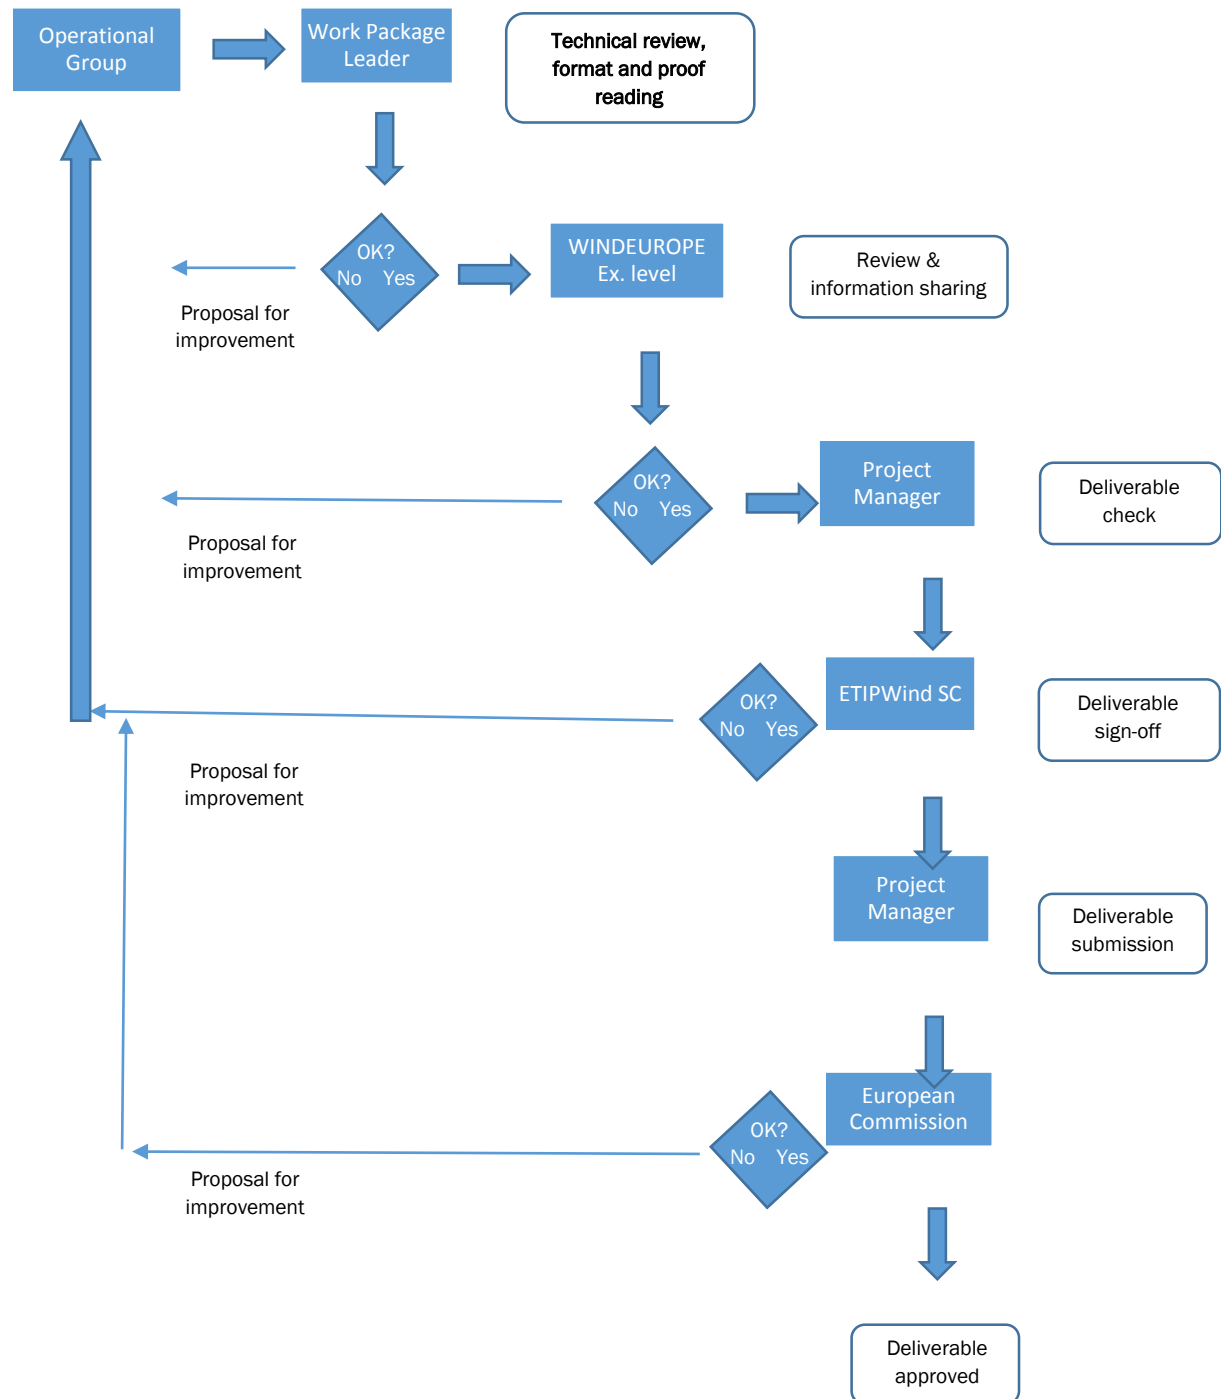 Operational
Group
Work Package
Leader
Technical review,
format and proof
reading
OK?
No Yes
WINDEUROPE
Ex. level
Review &
information sharing
Proposal for
improvement
OK?
No Yes
Project
Manager
Deliverable
check
Proposal for
improvement
OK?
No Yes
ETIPWind SC
Deliverable
sign-off
Proposal for
improvement
Project
Manager
Deliverable
submission
European
Commission
OK?
No Yes
Proposal for
improvement
Deliverable
approved